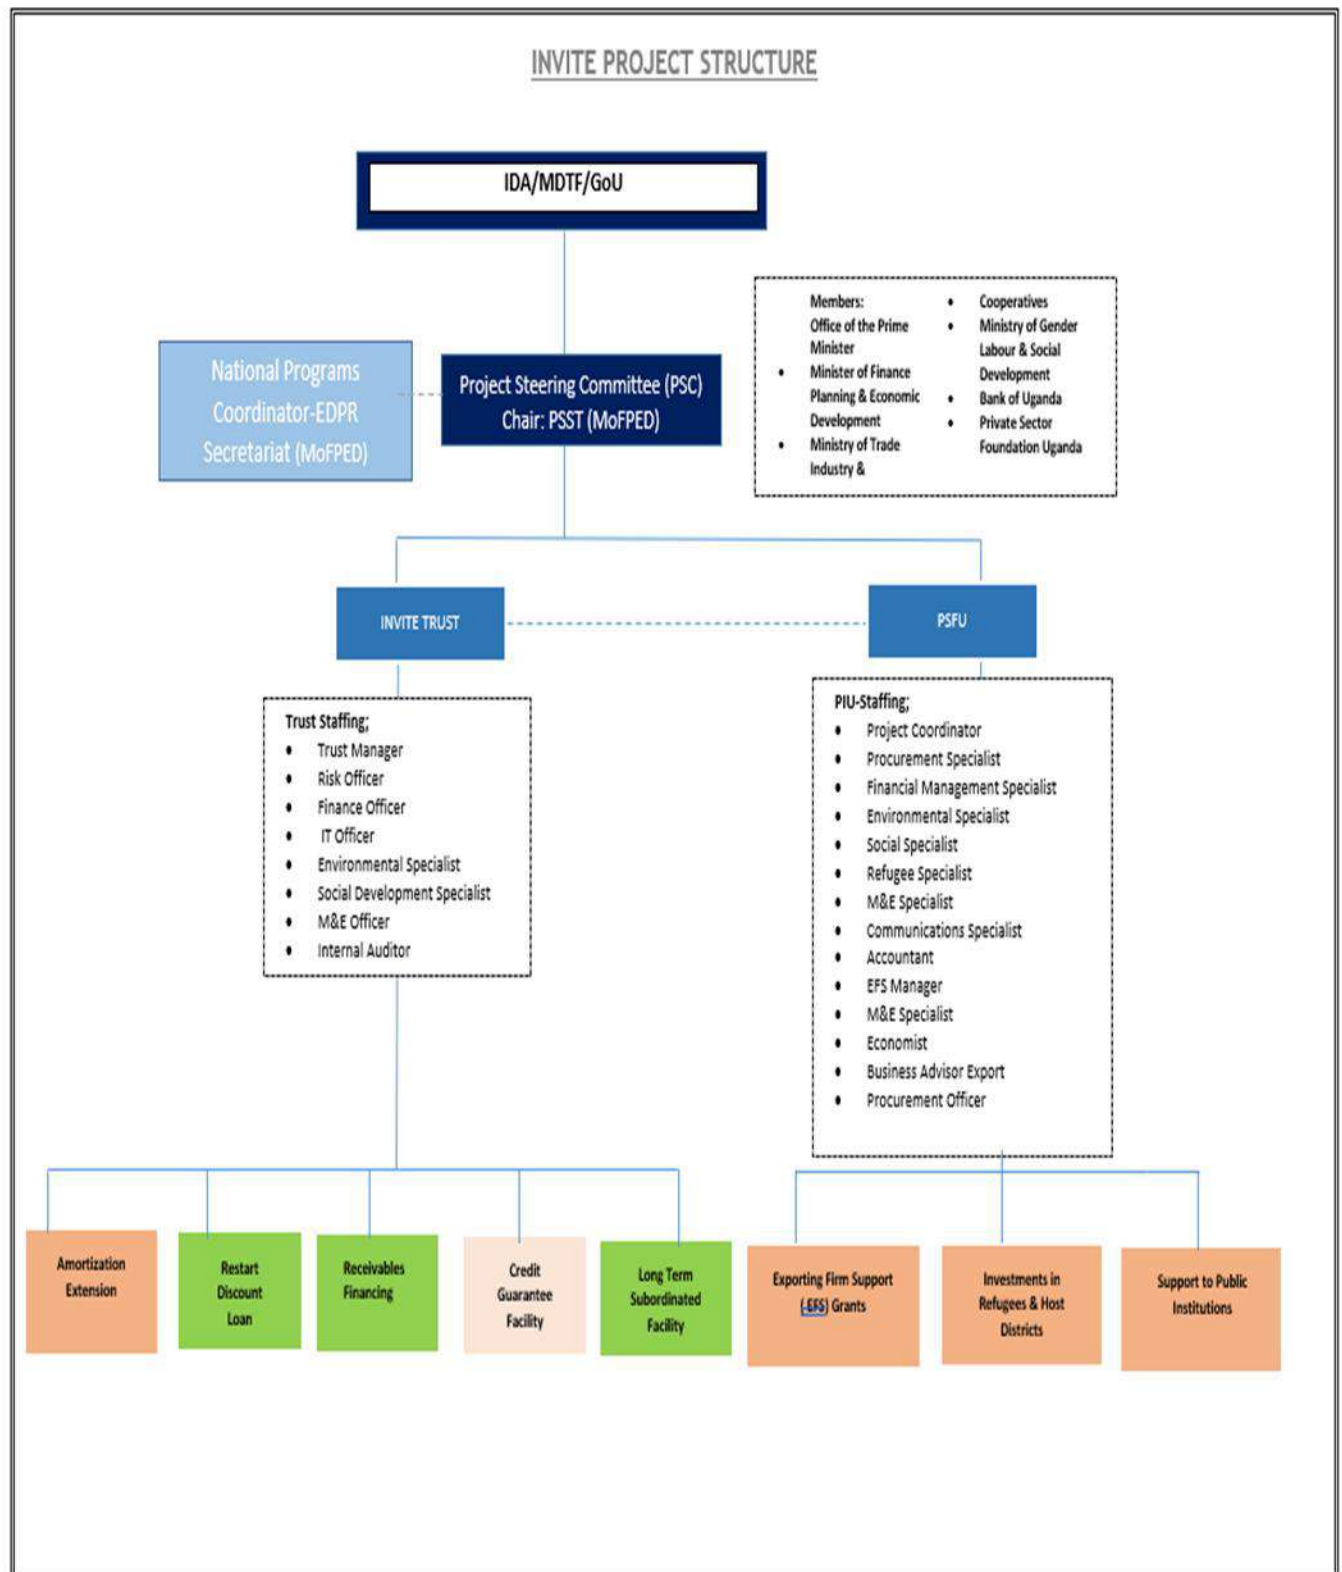 INVITE PROJECT STRUCTURE
IDA/MDTF/GoU
National Programs
Coordinator-EDPR
Secretariat (MoFPED)
Project Steering Committee (PSC)
Chair: PSST (MoFPED)
Members:
Office of the Prime
Minister
• Minister of Finance
Planning & Economic
Development
• Ministry of Trade
Industry &
• Cooperatives
• Ministry of Gender
Labour & Social
Development
• Bank of Uganda
• Private Sector
Foundation Uganda
INVITE TRUST
PSFU
Trust Staffing;
• Trust Manager
• Risk Officer
• Finance Officer
• IT Officer
• Environmental Specialist
• Social Development Specialist
• M&E Officer
• Internal Auditor
PIU-Staffing;
• Project Coordinator
• Procurement Specialist
• Financial Management Specialist
• Environmental Specialist
• Social Specialist
• Refugee Specialist
• M&E Specialist
• Communications Specialist
• Accountant
• EFS Manager
• M&E Specialist
• Economist
• Business Advisor Export
• Procurement Officer
Amortization
Extension
Restart
Discount
Loan
Receivables
Financing
Credit
Guarantee
Facility
Long Term
Subordinated
Facility
Exporting Firm Support
( EFS) Grants
Investments in
Refugees & Host
Districts
Support to Public
Institutions